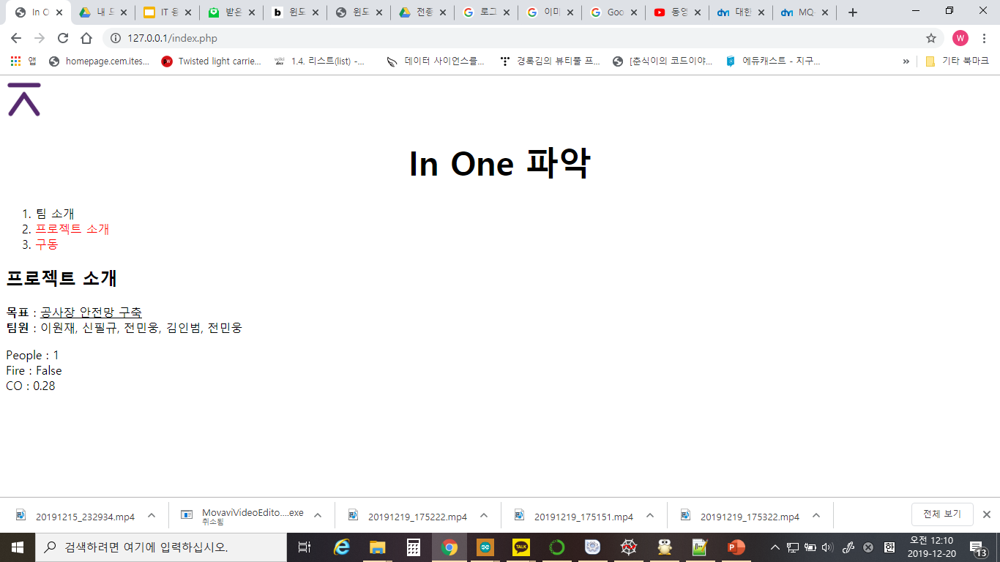 In O
내 드
IT 융
받은
윈도
윈도
전종
로그
이미
Goo
동영
대한
MQ-
127.0.0.1/index.php
W
앱
homepage.cem.ites...
Twisted light carrie...
1.4. 리스트(list) -...
데이터 사이언스를...
경록김의 뷰티풀 프...
[춘식이의 코드이야...
에듀캐스트 - 지구...
»
기타 북마크
In One 파악
1. 팀 소개
2. 프로젝트 소개
3. 구동
프로젝트 소개
목표 : 공사장 안전망 구축
팀원 : 이원재, 신필규, 전민웅, 김인범, 전민웅
People : 1
Fire : False
CO : 0.28
20191215_232934.mp4
MovaviVideoEdito....exe
취소됨
20191219_175222.mp4
20191219_175151.mp4
20191219_175322.mp4
전체 보기
검색하려면 여기에 입력하십시오.
TALK
한
오전 12:10
2019-12-20
13